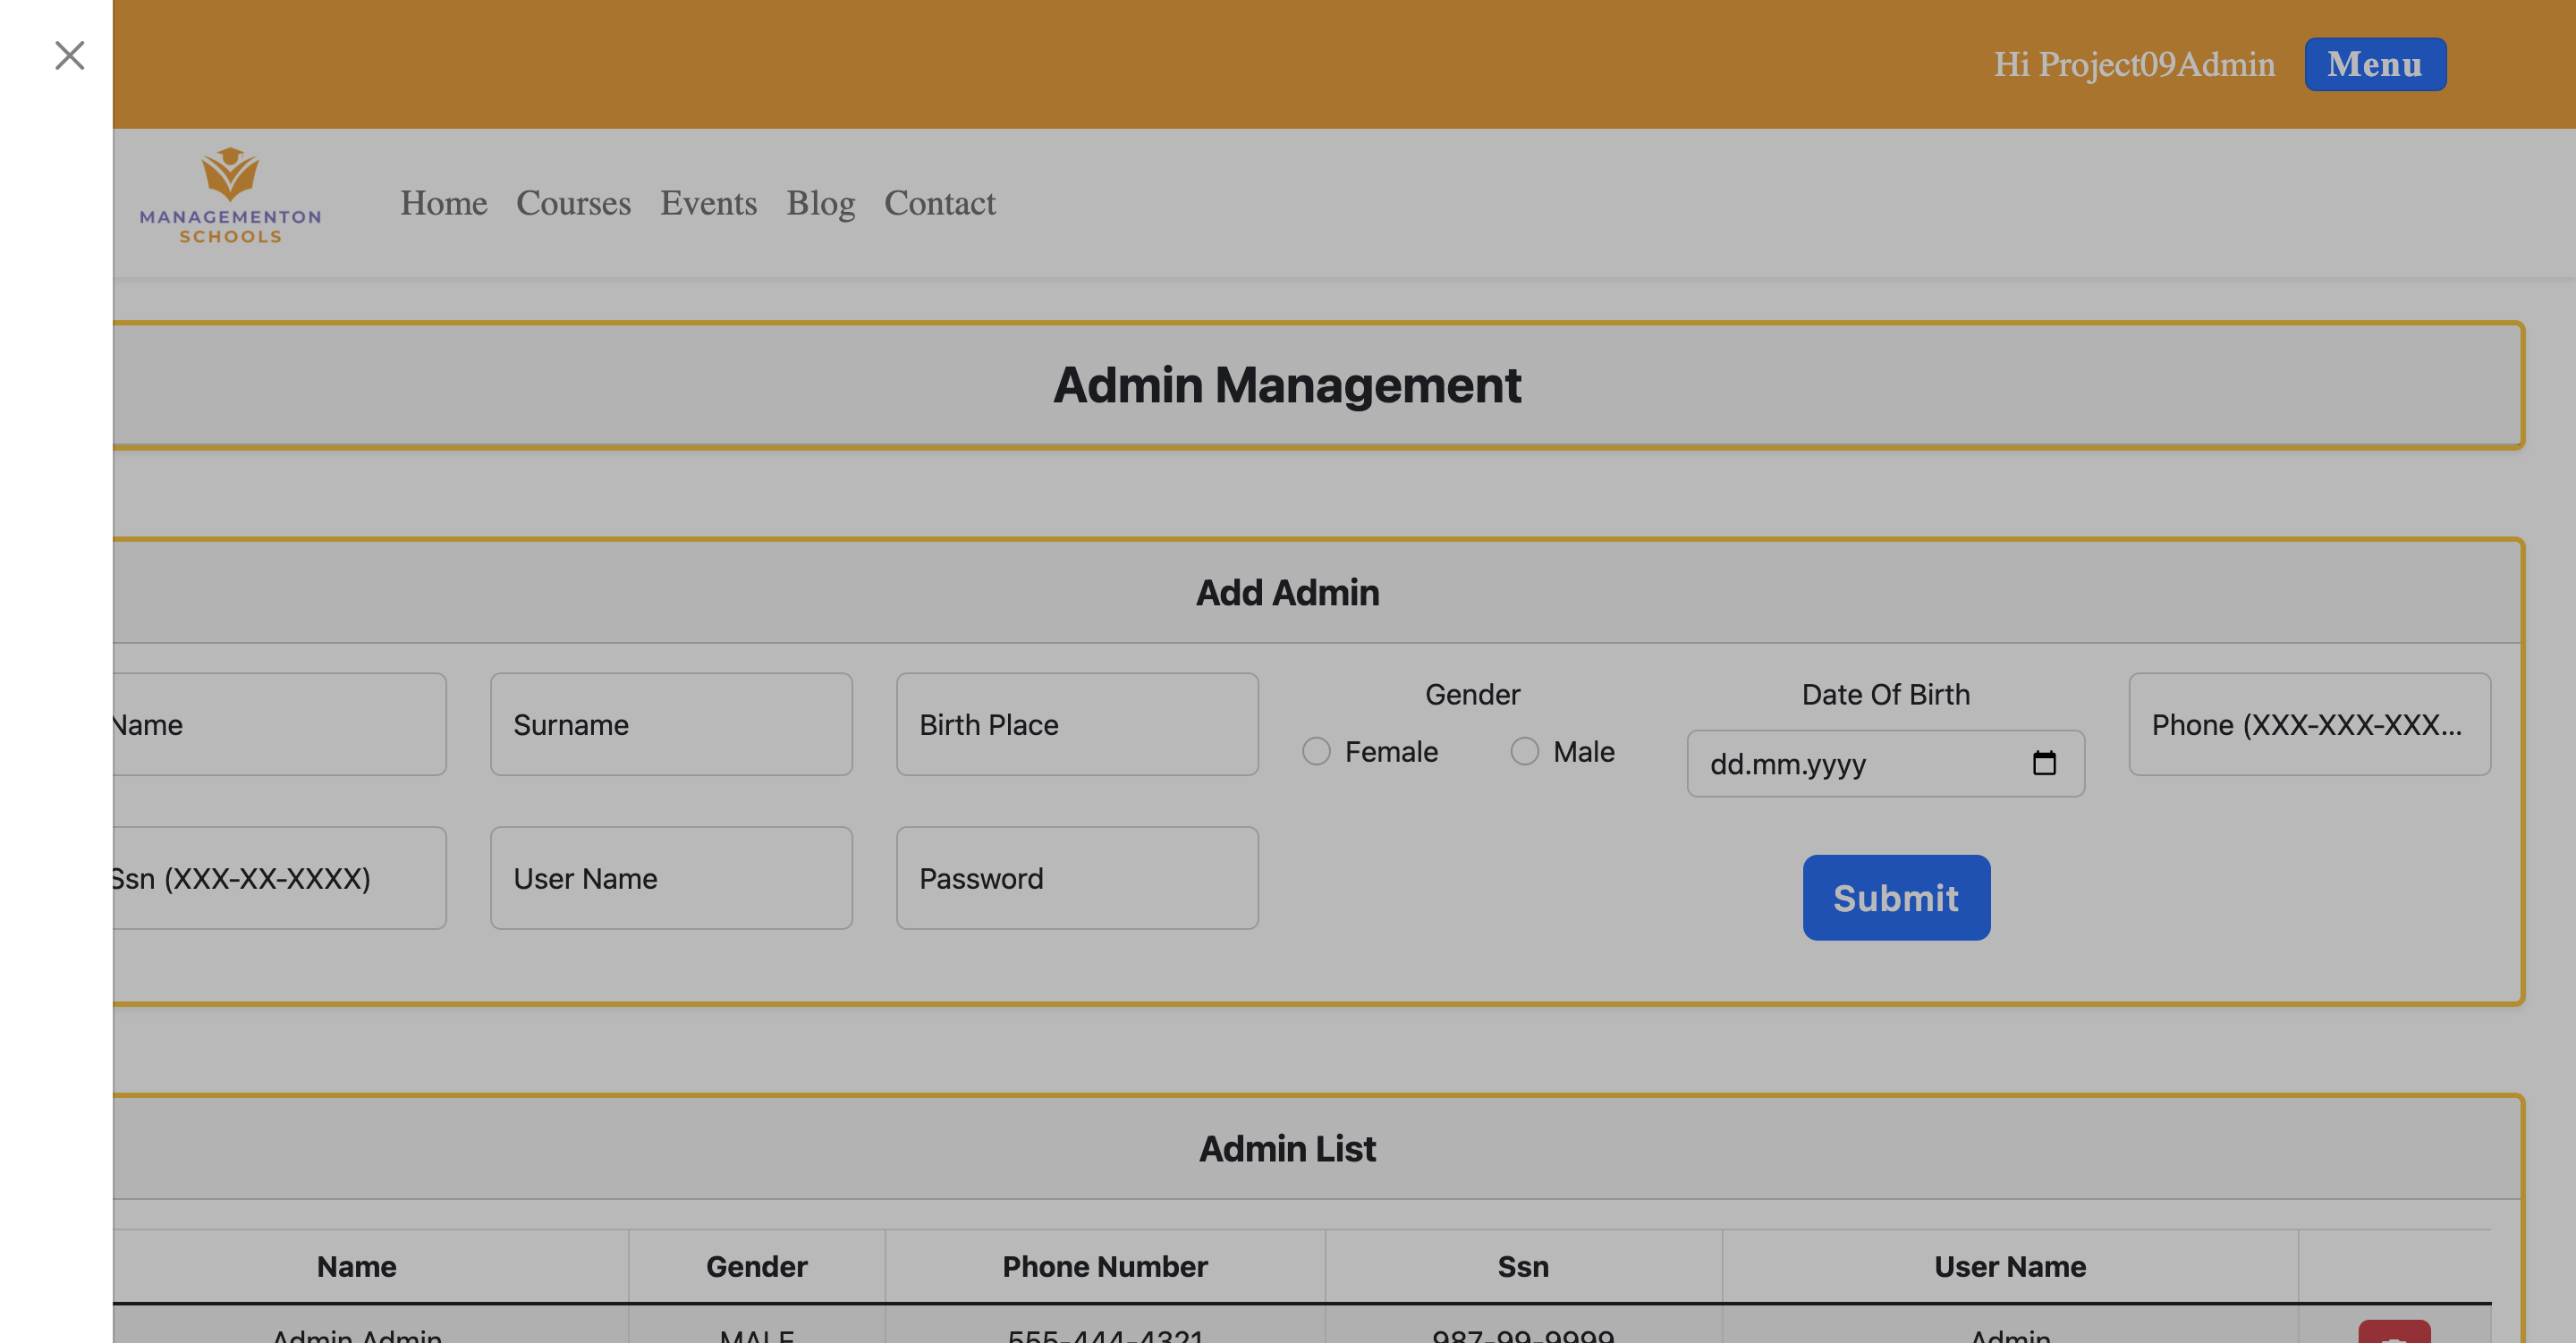 Hi Project09Admin Menu
MANAGEMENTON
SCHOOLS
Home Courses Events Blog Contact
Admin Management
Add Admin
Name Surname Birth Place Gender Date Of Birth Phone (XXX-XXX-XXX...
Female Male dd.mm.yyyy
Ssn (XXX-XX-XXXX) User Name Password Submit
Admin List
Name Gender Phone Number Ssn User Name
Admin Admin MALE 555-444-4321 987-99-9999 Admin